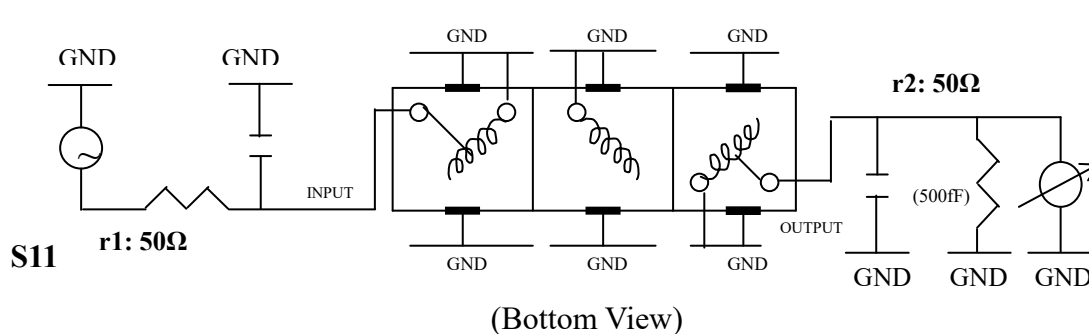 GND GND GND GND GND
r2: 50Ω
INPUT (500fF)
r1: 50Ω OUTPUT
S11 GND GND GND GND GND GND
(Bottom View)